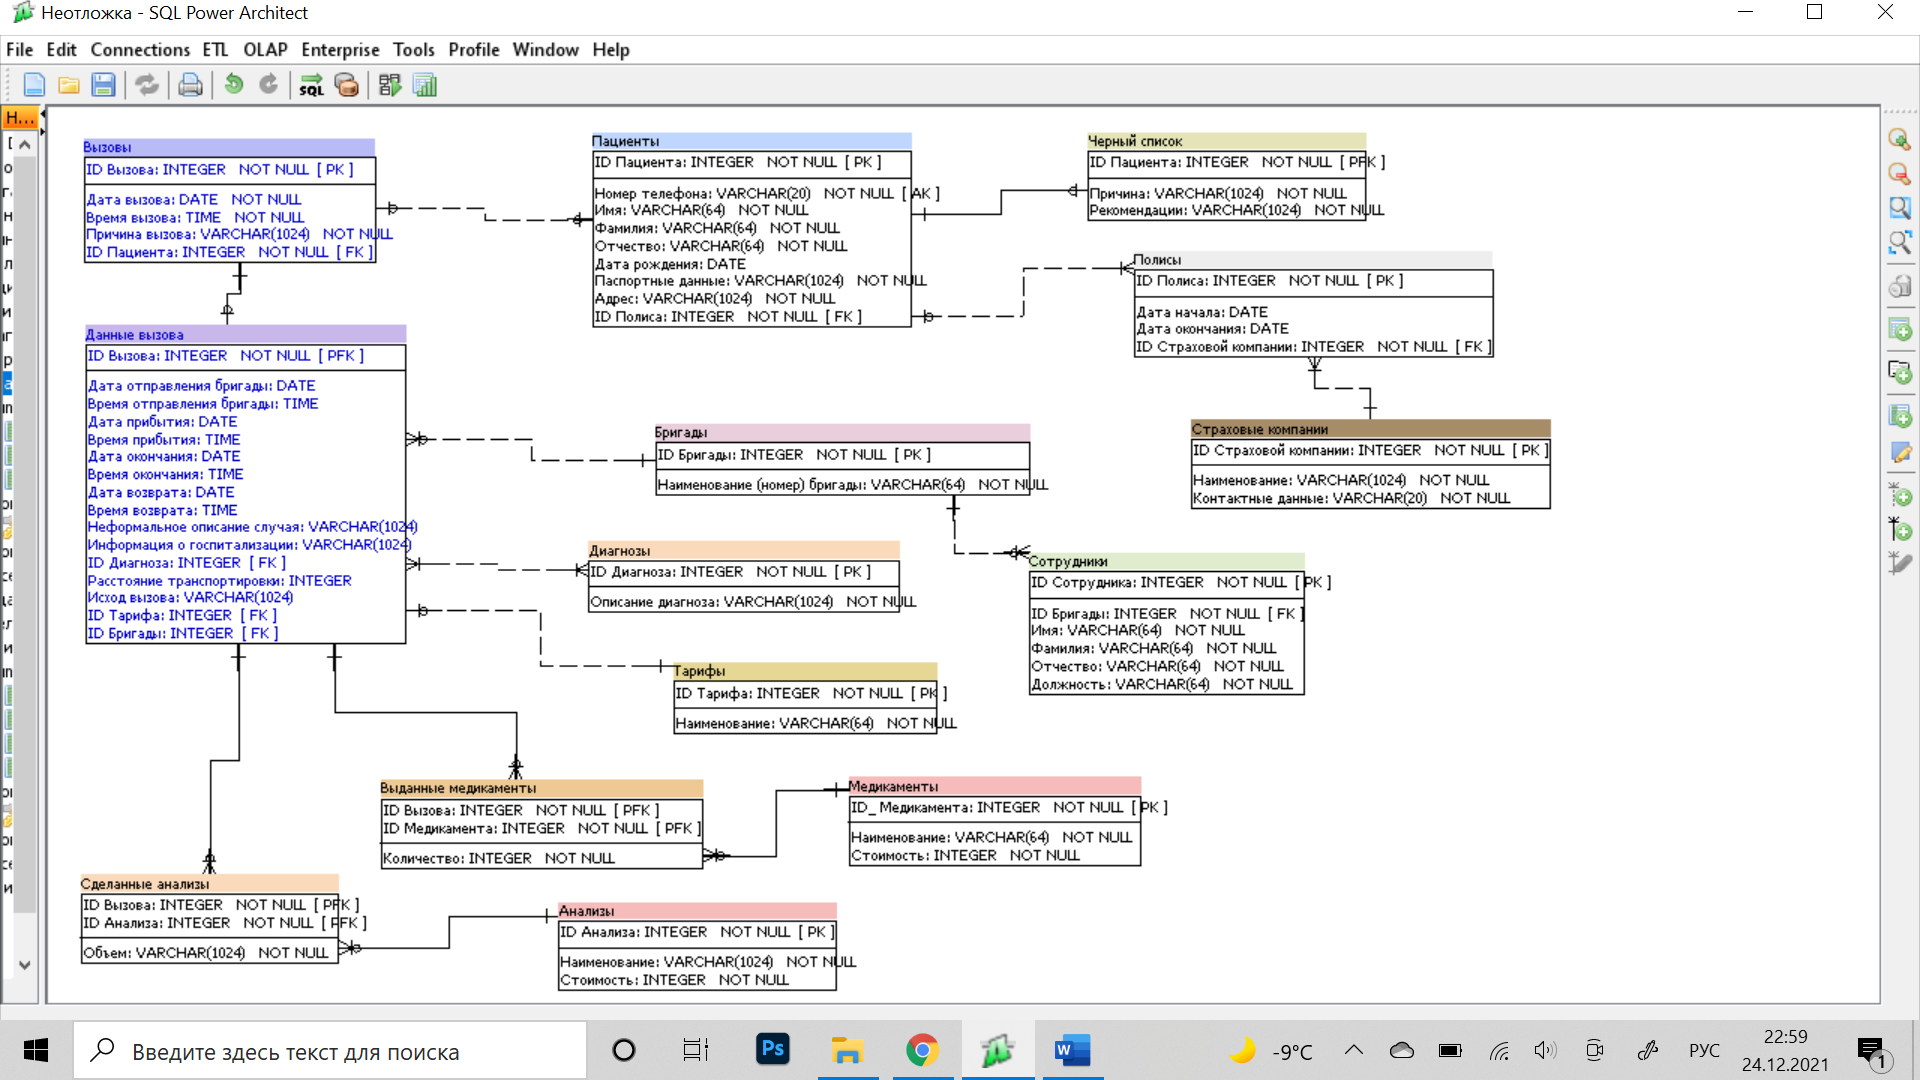 Неотложка - SQL Power Architect
File Edit Connections ETL OLAP Enterprise Tools Profile Window Help
SQL
Н...
Вызовы
ID Вызова: INTEGER NOT NULL [ PK ]
Дата вызова: DATE NOT NULL
Время вызова: TIME NOT NULL
Причина вызова: VARCHAR(1024) NOT NULL
ID Пациента: INTEGER NOT NULL [ FK ]
Пациенты
ID Пациента: INTEGER NOT NULL [ PK ]
Номер телефона: VARCHAR(20) NOT NULL [ AK ]
Имя: VARCHAR(64) NOT NULL
Фамилия: VARCHAR(64) NOT NULL
Отчество: VARCHAR(64) NOT NULL
Дата рождения: DATE
Паспортные данные: VARCHAR(1024) NOT NULL
Адрес: VARCHAR(1024) NOT NULL
ID Полиса: INTEGER NOT NULL [ FK ]
Черный список
ID Пациента: INTEGER NOT NULL [ PFK ]
Причина: VARCHAR(1024) NOT NULL
Рекомендации: VARCHAR(1024) NOT NULL
Полисы
ID Полиса: INTEGER NOT NULL [ PK ]
Дата начала: DATE
Дата окончания: DATE
ID Страховой компании: INTEGER NOT NULL [ FK ]
Страховые компании
ID Страховой компании: INTEGER NOT NULL [ PK ]
Наименование: VARCHAR(1024) NOT NULL
Контактные данные: VARCHAR(20) NOT NULL
Данные вызова
ID Вызова: INTEGER NOT NULL [ PFK ]
Дата отправления бригады: DATE
Время отправления бригады: TIME
Дата прибытия: DATE
Время прибытия: TIME
Дата окончания: DATE
Время окончания: TIME
Дата возврата: DATE
Время возврата: TIME
Неформальное описание случая: VARCHAR(1024)
Информация о госпитализации: VARCHAR(1024)
ID Диагноза: INTEGER [ FK ]
Расстояние транспортировки: INTEGER
Исход вызова: VARCHAR(1024)
ID Тарифа: INTEGER [ FK ]
ID Бригады: INTEGER [ FK ]
Бригады
ID Бригады: INTEGER NOT NULL [ PK ]
Наименование (номер) бригады: VARCHAR(64) NOT NULL
Диагнозы
ID Диагноза: INTEGER NOT NULL [ PK ]
Описание диагноза: VARCHAR(1024) NOT NULL
Сотрудники
ID Сотрудника: INTEGER NOT NULL [ PK ]
ID Бригады: INTEGER NOT NULL [ FK ]
Имя: VARCHAR(64) NOT NULL
Фамилия: VARCHAR(64) NOT NULL
Отчество: VARCHAR(64) NOT NULL
Должность: VARCHAR(64) NOT NULL
Тарифы
ID Тарифа: INTEGER NOT NULL [ PK ]
Наименование: VARCHAR(64) NOT NULL
Выданные медикаменты
ID Вызова: INTEGER NOT NULL [ PFK ]
ID Медикамента: INTEGER NOT NULL [ PFK ]
Количество: INTEGER NOT NULL
Медикаменты
ID_ Медикамента: INTEGER NOT NULL [ PK ]
Наименование: VARCHAR(64) NOT NULL
Стоимость: INTEGER NOT NULL
Сделанные анализы
ID Вызова: INTEGER NOT NULL [ PFK ]
ID Анализа: INTEGER NOT NULL [ PFK ]
Объем: VARCHAR(1024) NOT NULL
Анализы
ID Анализа: INTEGER NOT NULL [ PK ]
Наименование: VARCHAR(1024) NOT NULL
Стоимость: INTEGER NOT NULL
Введите здесь текст для поиска
Ps
W
-9°C
РУС
22:59
24.12.2021
1